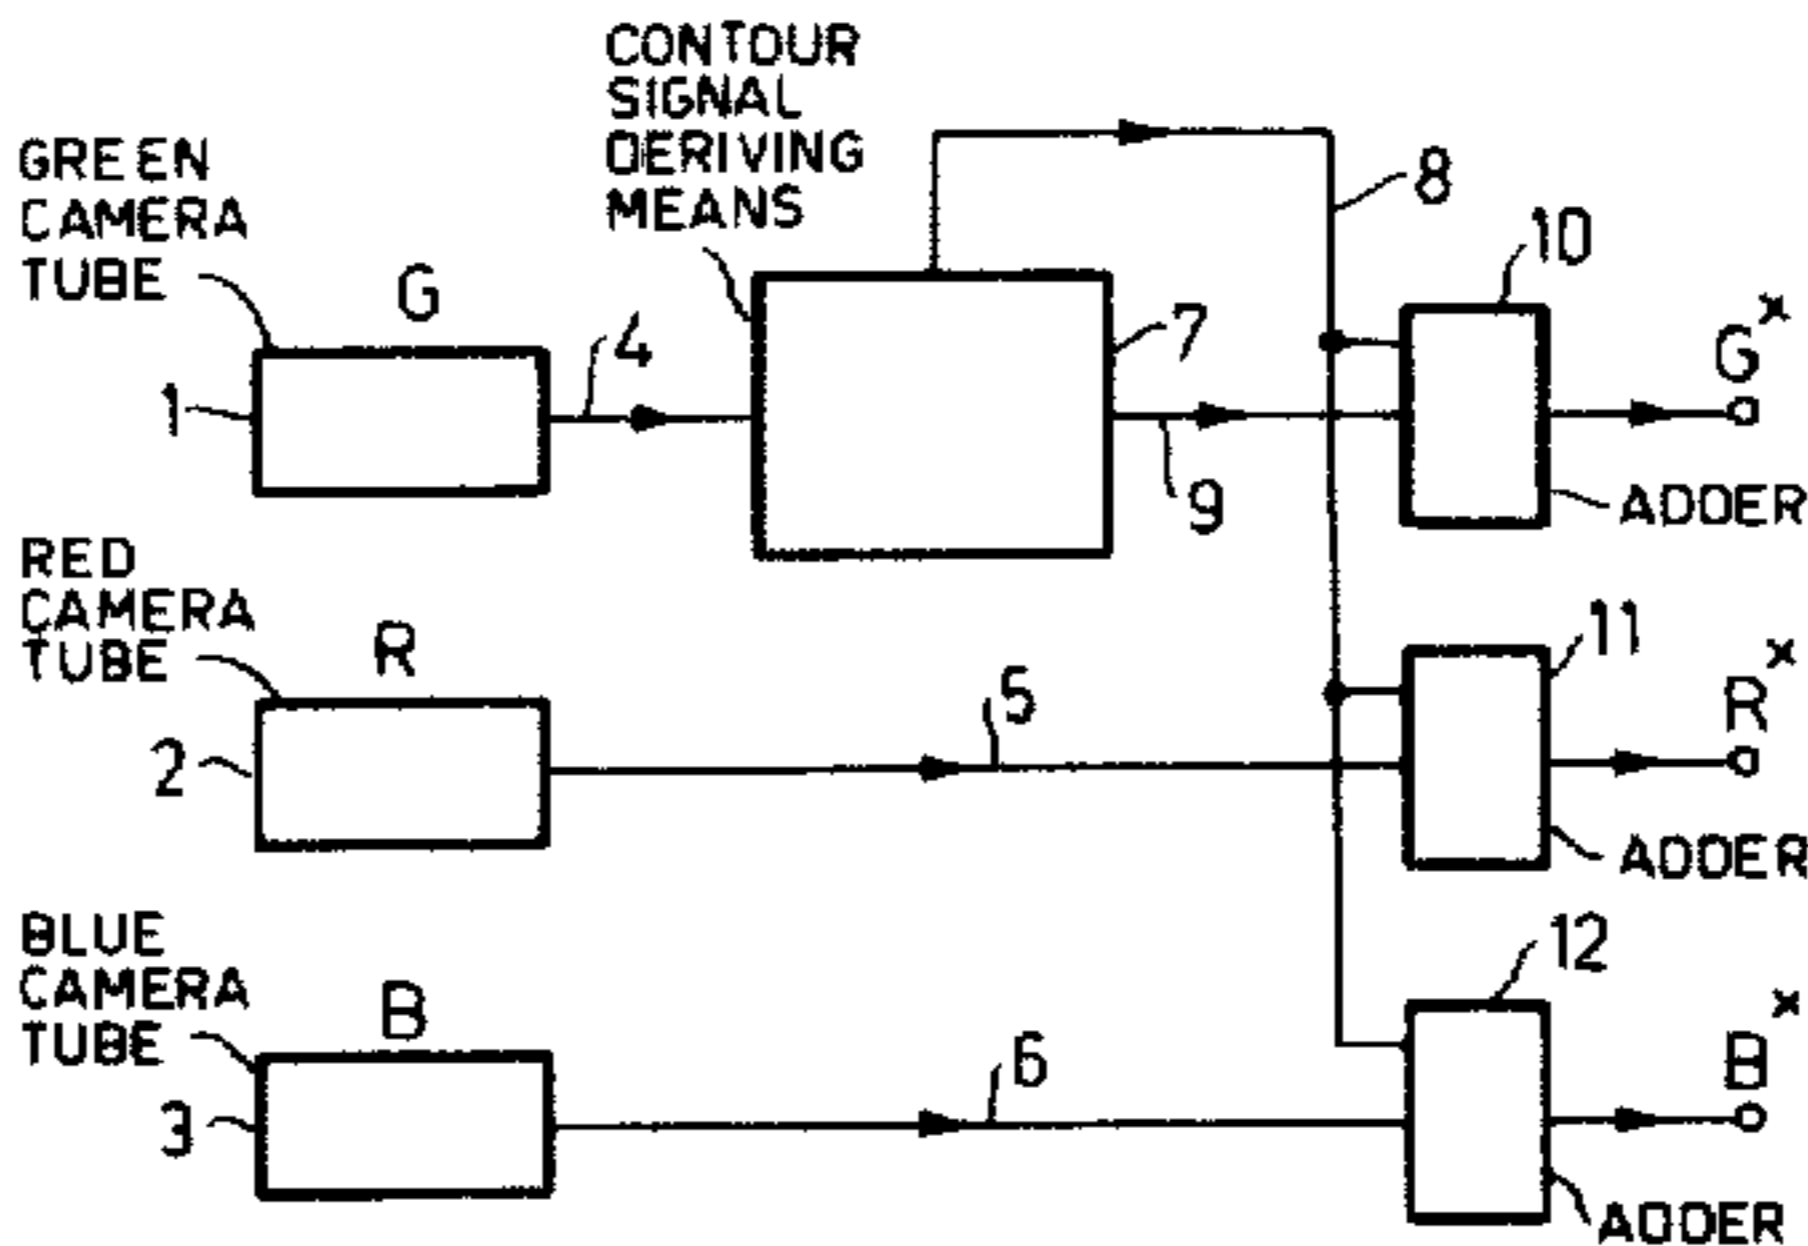 CONTOUR
SIGNAL
DERIVING
MEANS
GREEN
CAMERA
TUBE
G
1
4
7
8
9
10
G x
ADDER
RED
CAMERA
TUBE
R
2
5
11
R x
ADDER
BLUE
CAMERA
TUBE
B
3
6
12
B x
ADDER